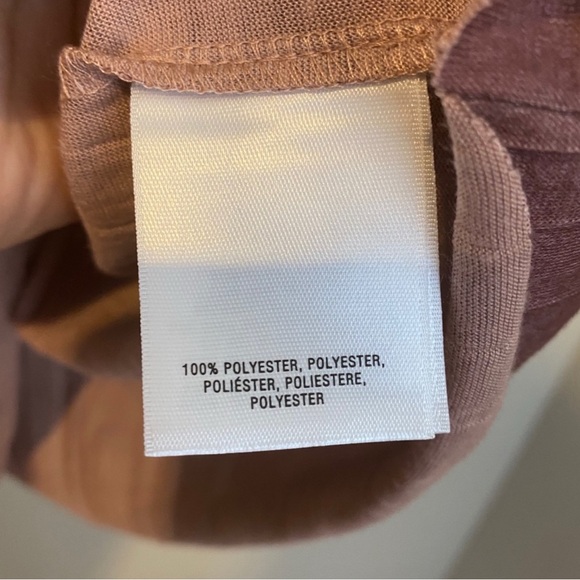 100% POLYESTER, POLYESTER,
POLIÉSTER, POLIESTERE,
POLYESTER